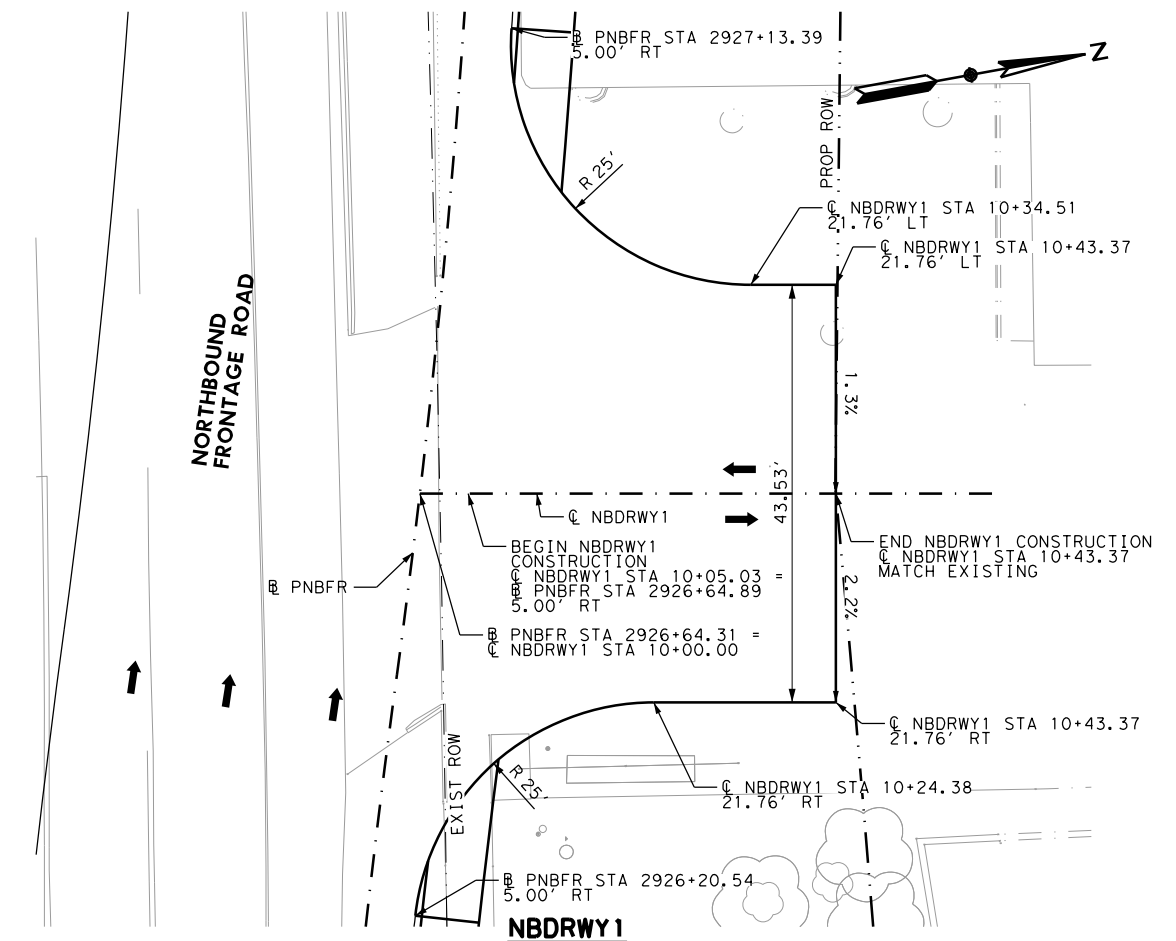 ℄ PNBFR STA 2927+13.39
5.00' RT
Z
PROP ROW
R 25'
℄ NBDRWY1 STA 10+34.51
21.76' LT
℄ NBDRWY1 STA 10+43.37
21.76' LT
NORTHBOUND
FRONTAGE ROAD
1.3%
43.53'
℄ NBDRWY1
BEGIN NBDRWY1
CONSTRUCTION
℄ NBDRWY1 STA 10+05.03 =
℄ PNBFR STA 2926+64.89
5.00' RT
END NBDRWY1 CONSTRUCTION
℄ NBDRWY1 STA 10+43.37
MATCH EXISTING
℄ PNBFR
2.2%
℄ PNBFR STA 2926+64.31 =
℄ NBDRWY1 STA 10+00.00
℄ NBDRWY1 STA 10+43.37
21.76' RT
EXIST ROW
R 25'
℄ NBDRWY1 STA 10+24.38
21.76' RT
℄ PNBFR STA 2926+20.54
5.00' RT
NBDRWY1